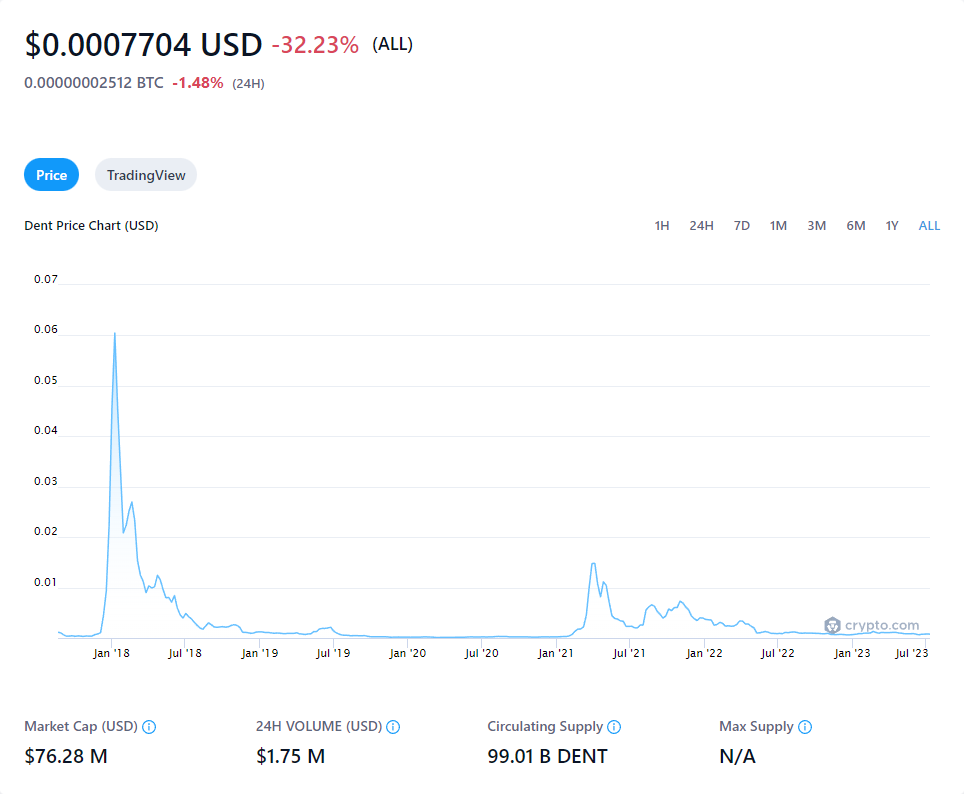 $0.0007704 USD -32.23% (ALL)
0.00000002512 BTC -1.48% (24H)
Price TradingView
Dent Price Chart (USD) 1H 24H 7D 1M 3M 6M 1Y ALL
0.07
0.06
0.05
0.04
0.03
0.02
0.01
crypto.com
Jan '18 Jul '18 Jan '19 Jul '19 Jan '20 Jul '20 Jan '21 Jul '21 Jan '22 Jul '22 Jan '23 Jul '23
Market Cap (USD) 24H VOLUME (USD) Circulating Supply Max Supply
$76.28 M $1.75 M 99.01 B DENT N/A